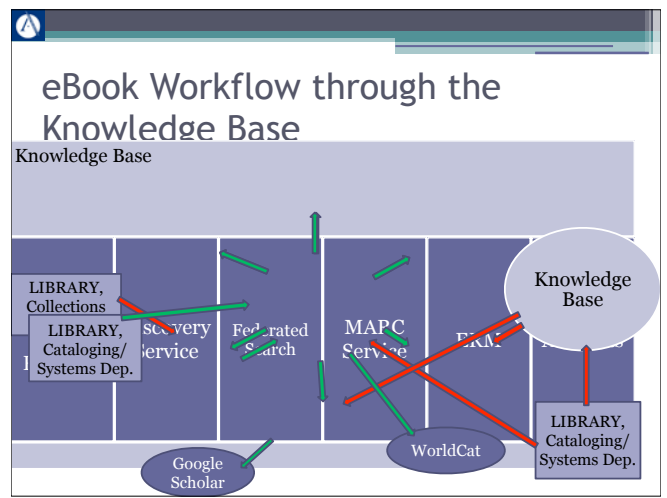 eBook Workflow through the
Knowledge Base
Knowledge Base
LIBRARY,
Collections
LIBRARY,
Cataloging/
Systems Dep.
Service
Federated
Search
MARC
Service
ERM
Knowledge
Base
LIBRARY,
Cataloging/
Systems Dep.
Google
Scholar
WorldCat